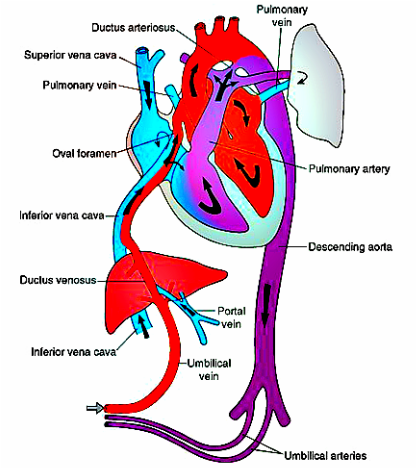 Ductus arteriosus
Pulmonary
vein
Superior vena cava
Pulmonary vein
Oval foramen
Pulmonary artery
Inferior vena cava
Descending aorta
Ductus venosus
Portal
vein
Inferior vena cava
Umbilical
vein
Umbilical arteries